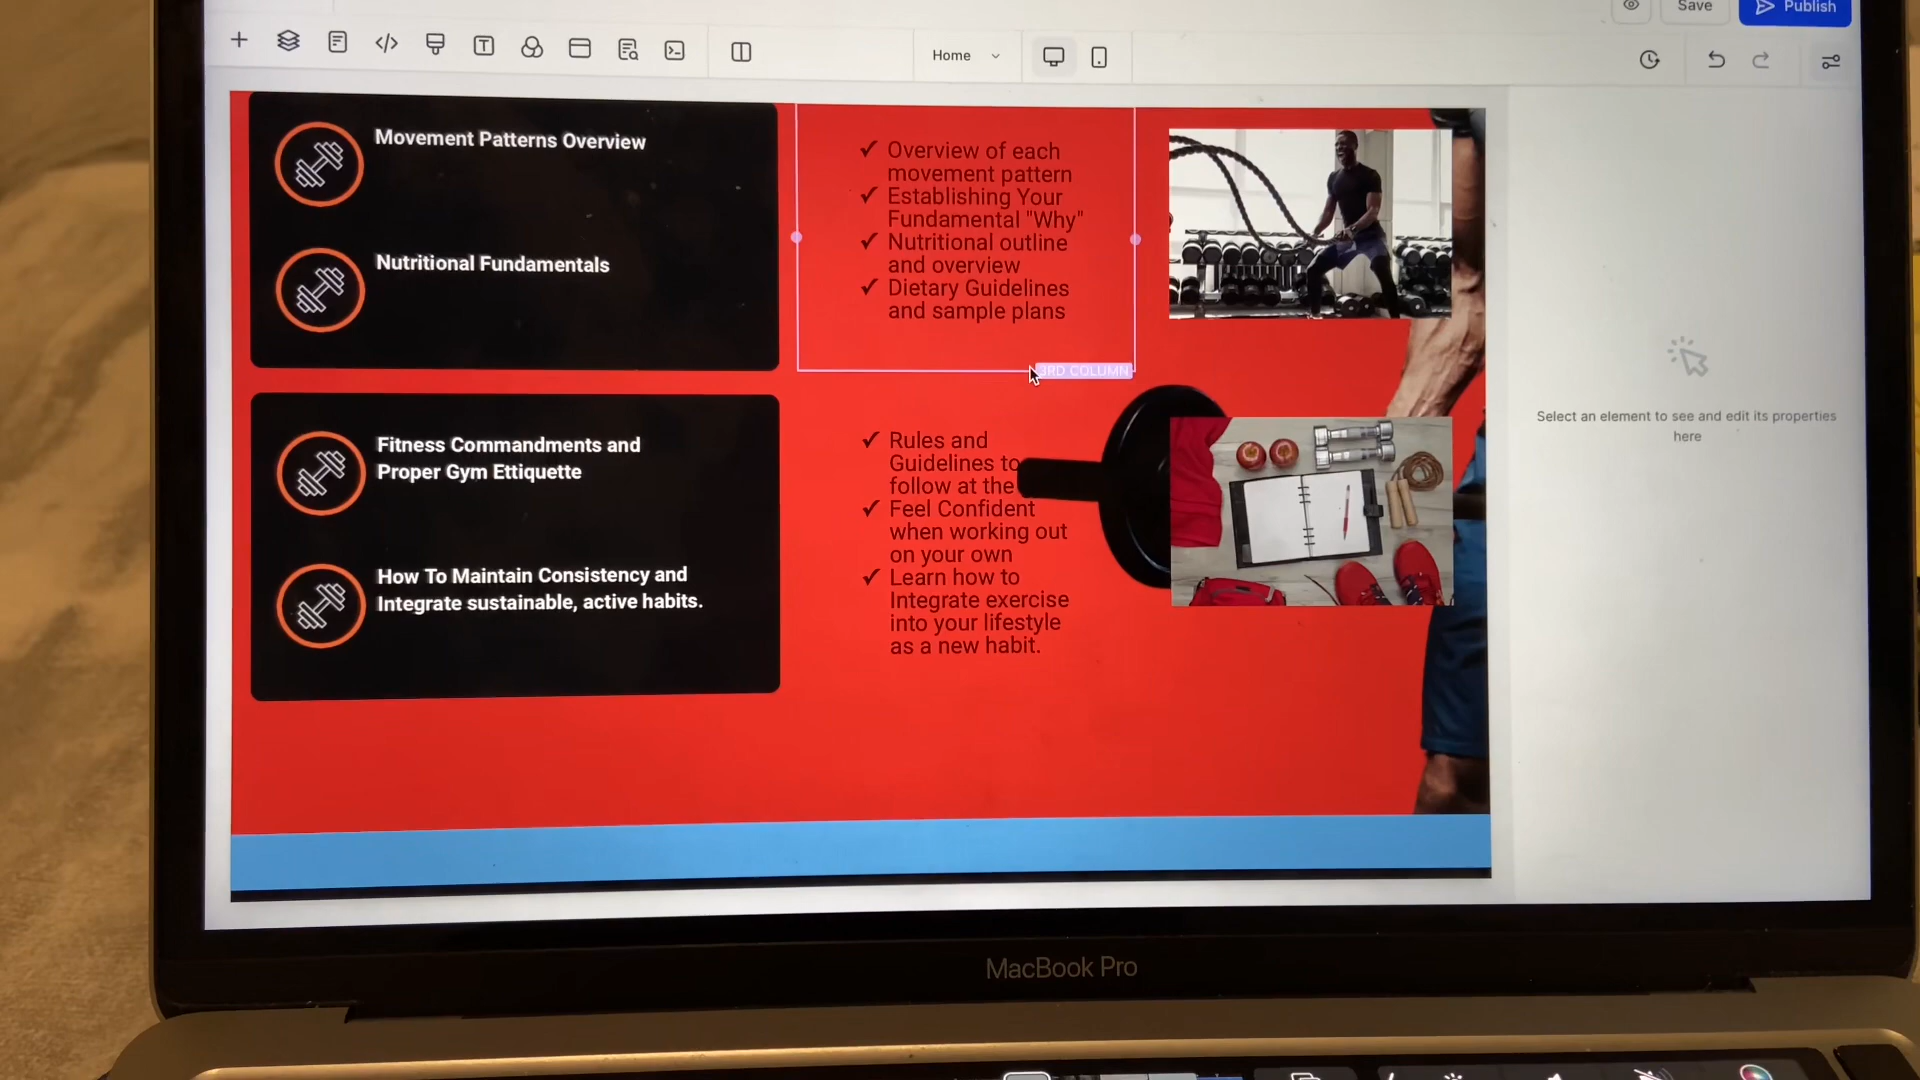 Save
Publish
Home
Movement Patterns Overview
Nutritional Fundamentals
Overview of each
movement pattern
Establishing Your
Fundamental "Why"
Nutritional outline
and overview
Dietary Guidelines
and sample plans
3RD COLUMN
Select an element to see and edit its properties
here
Fitness Commandments and
Proper Gym Ettiquette
How To Maintain Consistency and
Integrate sustainable, active habits.
Rules and
Guidelines to
follow at the
Feel Confident
when working out
on your own
Learn how to
Integrate exercise
into your lifestyle
as a new habit.
MacBook Pro